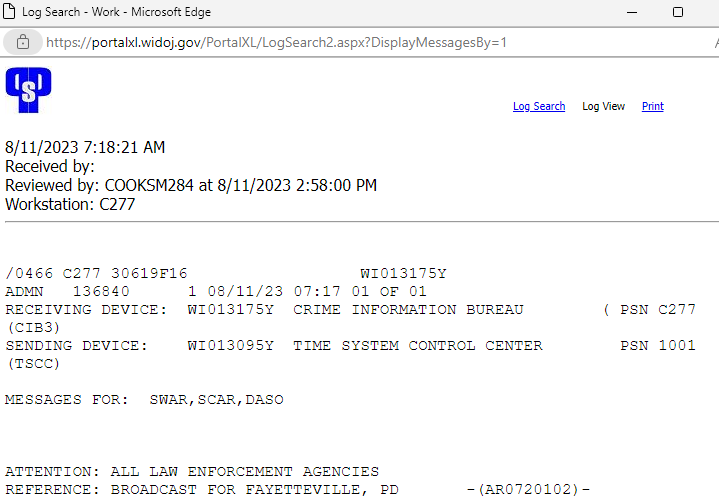 Log Search - Work - Microsoft Edge
https://portalxl.widoj.gov/PortalXL/LogSearch2.aspx?DisplayMessagesBy=1
S
Log Search Log View Print
8/11/2023 7:18:21 AM
Received by:
Reviewed by: COOKSM284 at 8/11/2023 2:58:00 PM
Workstation: C277
/0466 C277 30619F16 WI013175Y
ADMN 136840 1 08/11/23 07:17 01 OF 01
RECEIVING DEVICE: WI013175Y CRIME INFORMATION BUREAU ( PSN C277
(CIB3)
SENDING DEVICE: WI013095Y TIME SYSTEM CONTROL CENTER PSN 1001
(TSCC)
MESSAGES FOR: SWAR,SCAR,DASO
ATTENTION: ALL LAW ENFORCEMENT AGENCIES
REFERENCE: BROADCAST FOR FAYETTEVILLE, PD -(AR0720102)-